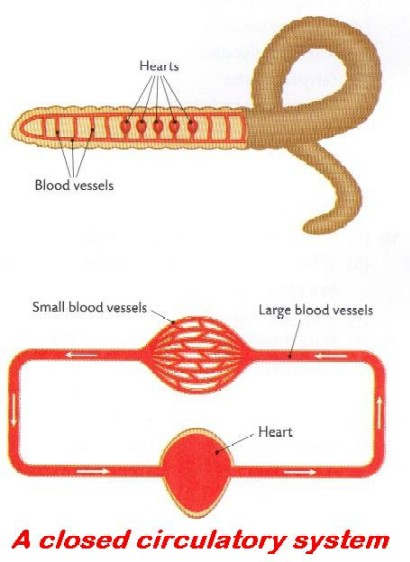 Hearts
Blood vessels
Small blood vessels
Large blood vessels
Heart
A closed circulatory system